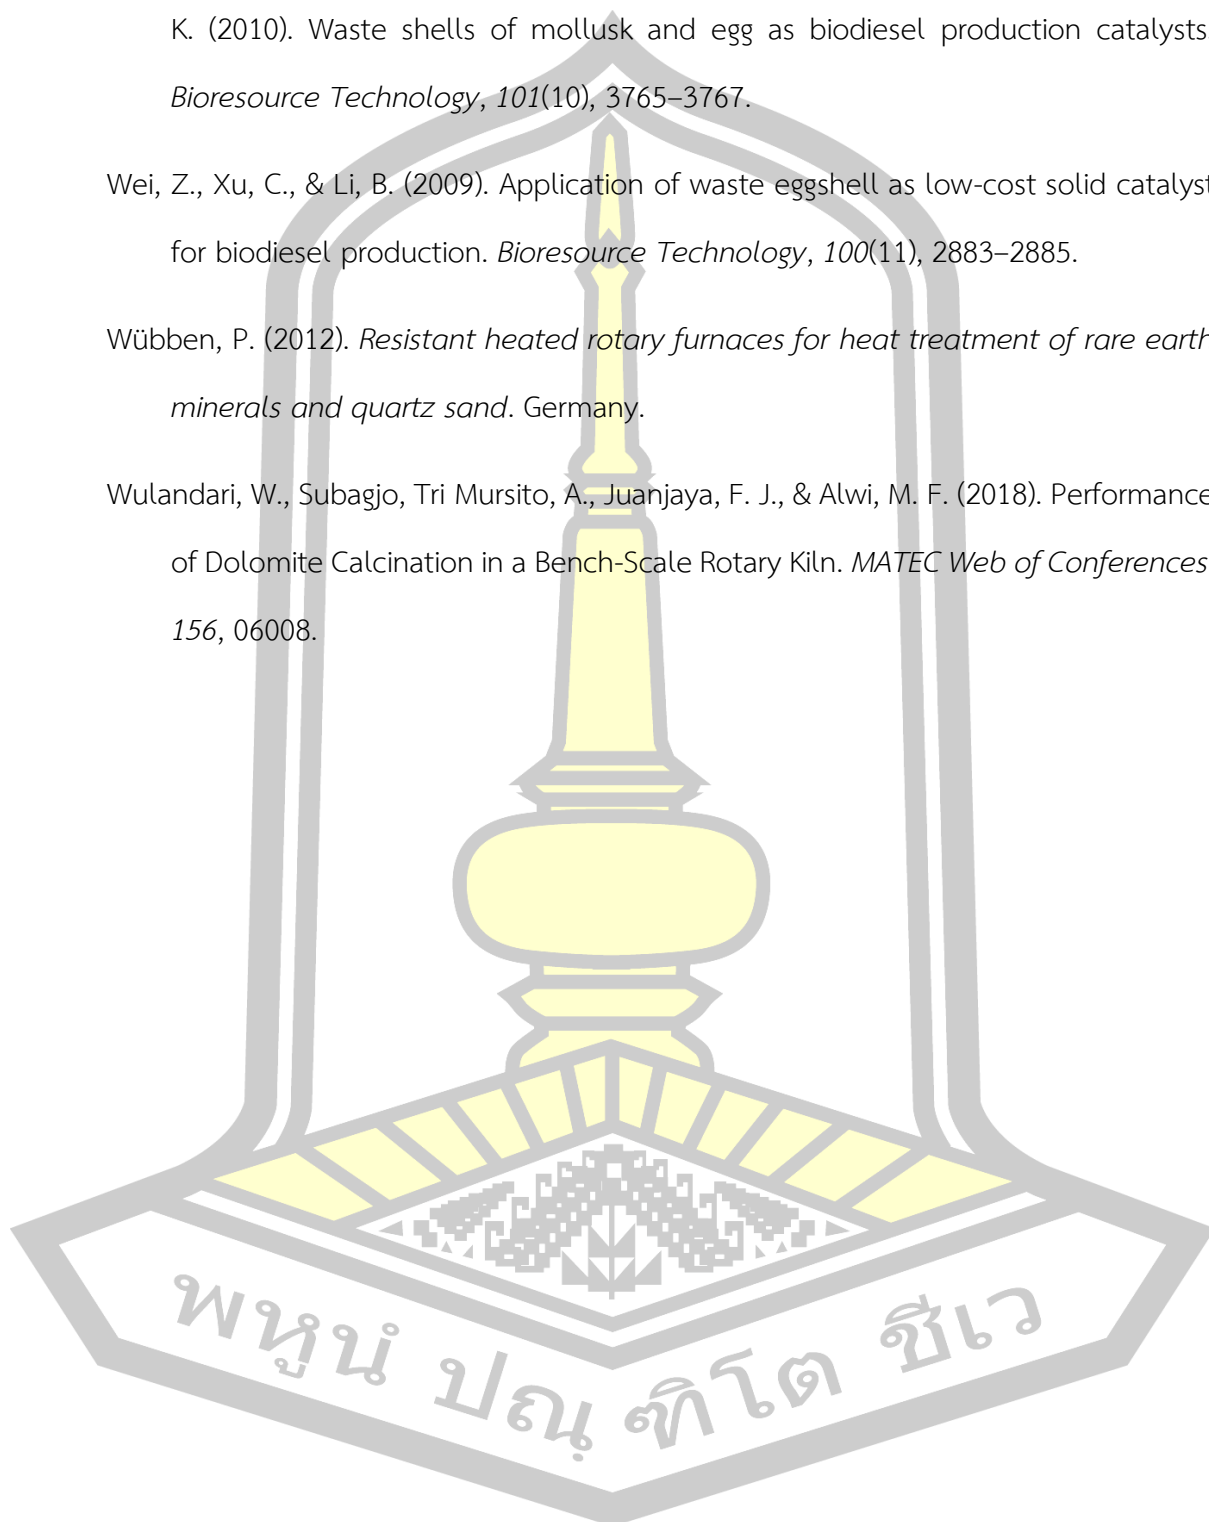 K. (2010). Waste shells of mollusk and egg as biodiesel production catalysts.
Bioresource Technology, 101(10), 3765–3767.
Wei, Z., Xu, C., & Li, B. (2009). Application of waste eggshell as low-cost solid catalyst
for biodiesel production. Bioresource Technology, 100(11), 2883–2885.
Wübben, P. (2012). Resistant heated rotary furnaces for heat treatment of rare earth
minerals and quartz sand. Germany.
Wulandari, W., Subagjo, Tri Mursito, A., Juanjaya, F. J., & Alwi, M. F. (2018). Performance
of Dolomite Calcination in a Bench-Scale Rotary Kiln. MATEC Web of Conferences,
156, 06008.
พหูนํ ปณฺ ฑิโต ชีเว